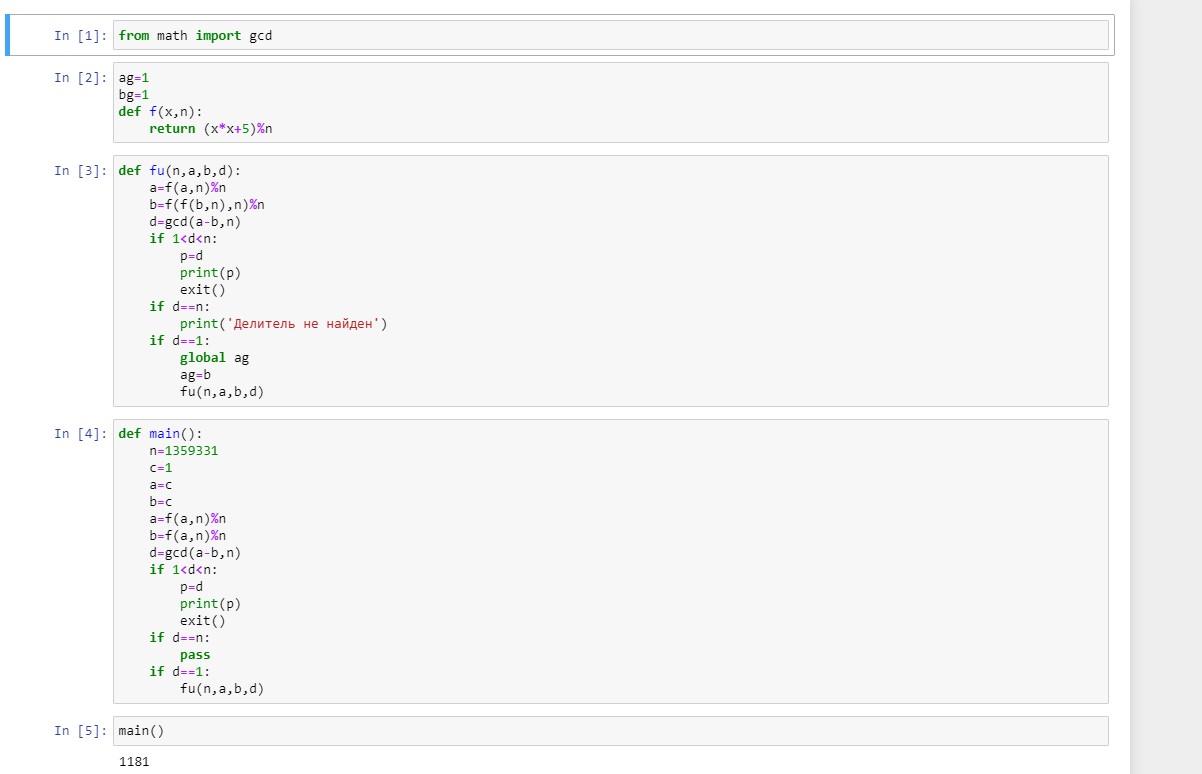 In [1]: from math import gcd
In [2]: ag=1
bg=1
def f(x,n):
    return (x*x+5)%n
In [3]: def fu(n,a,b,d):
    a=f(a,n)%n
    b=f(f(b,n),n)%n
    d=gcd(a-b,n)
    if 1<d<n:
        p=d
        print(p)
        exit()
    if d==n:
        print('Делитель не найден')
    if d==1:
        global ag
        ag=b
        fu(n,a,b,d)
In [4]: def main():
    n=1359331
    c=1
    a=c
    b=c
    a=f(a,n)%n
    b=f(a,n)%n
    d=gcd(a-b,n)
    if 1<d<n:
        p=d
        print(p)
        exit()
    if d==n:
        pass
    if d==1:
        fu(n,a,b,d)
In [5]: main()
1181